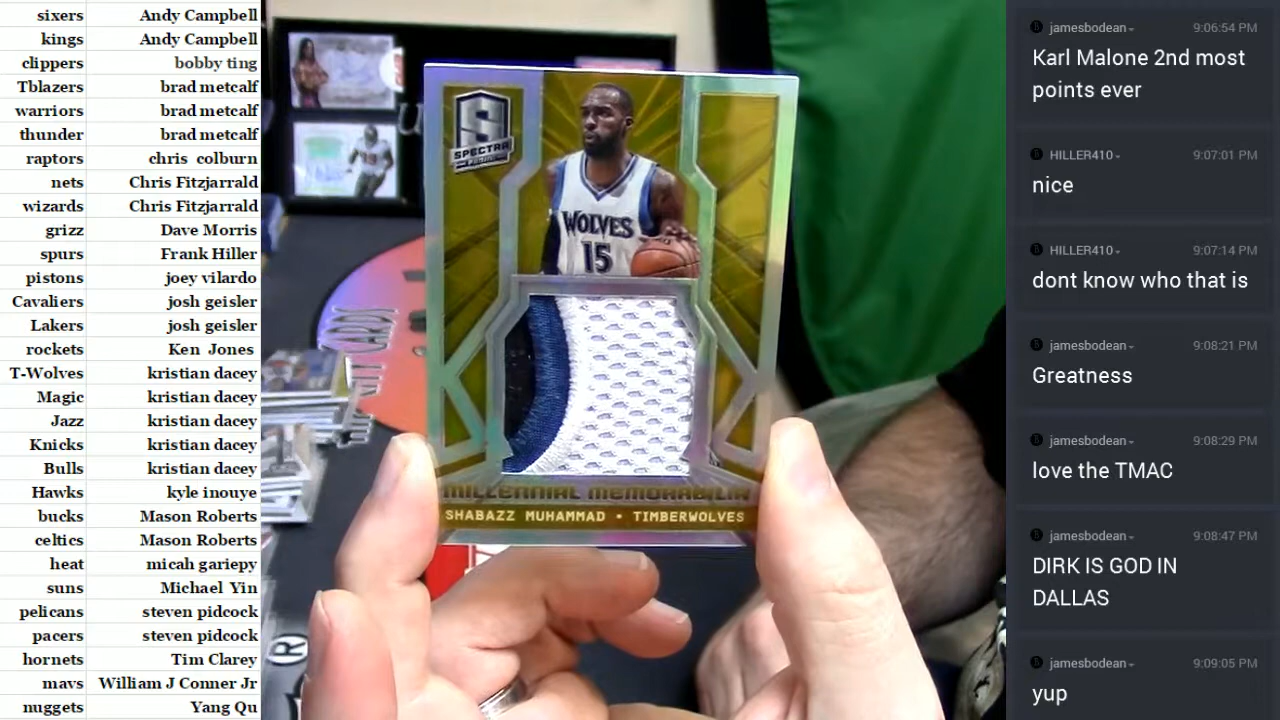 sixers Andy Campbell
kings Andy Campbell
clippers bobby ting
Tblazers brad metcalf
warriors brad metcalf
thunder brad metcalf
raptors chris colburn
nets Chris Fitzjarrald
wizards Chris Fitzjarrald
grizz Dave Morris
spurs Frank Hiller
pistons joey vilardo
Cavaliers josh geisler
Lakers josh geisler
rockets Ken Jones
T-Wolves kristian dacey
Magic kristian dacey
Jazz kristian dacey
Knicks kristian dacey
Bulls kristian dacey
Hawks kyle inouye
bucks Mason Roberts
celtics Mason Roberts
heat micah gariepy
suns Michael Yin
pelicans steven pidcock
pacers steven pidcock
hornets Tim Clarey
mavs William J Conner Jr
nuggets Yang Qu
S
SPECTRA
WOLVES
15
MILLENNIAL MEMORABILIA
SHABAZZ MUHAMMAD • TIMBERWOLVES
jamesbodean 9:06:54 PM
Karl Malone 2nd most
points ever
HILLER410 9:07:01 PM
nice
HILLER410 9:07:14 PM
dont know who that is
jamesbodean 9:08:21 PM
Greatness
jamesbodean 9:08:29 PM
love the TMAC
jamesbodean 9:08:47 PM
DIRK IS GOD IN
DALLAS
jamesbodean 9:09:05 PM
yup